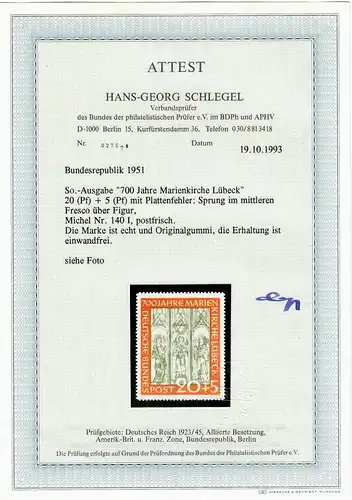 ATTEST
HANS-GEORG SCHLEGEL
Verbandsprüfer
des Bundes der philatelistischen Prüfer e.V. im BDPh und APHV
D-1000 Berlin 15, Kurfürstendamm 36, Telefon 030/8813418
Nr. Datum 19.10.1993
Bundesrepublik 1951
So.-Ausgabe "700 Jahre Marienkirche Lübeck"
20 (Pf) + 5 (Pf) mit Plattenfehler: Sprung im mittleren
Fresco über Figur,
Michel Nr. 140 I, postfrisch.
Die Marke ist echt und Originalgummi, die Erhaltung ist
einwandfrei.
siehe Foto
700 JAHRE MARIEN
KIRCHE LÜBECK
DEUTSCHE BUNDES
POST 20+5
Prüfgebiete: Deutsches Reich 1923/45, Alliierte Besetzung,
Amerik.-Brit. u. Franz. Zone, Bundesrepublik, Berlin
Die Prüfung erfolgte auf Grund der Prüfordnung des Bundes der Philatelistischen Prüfer e. V.